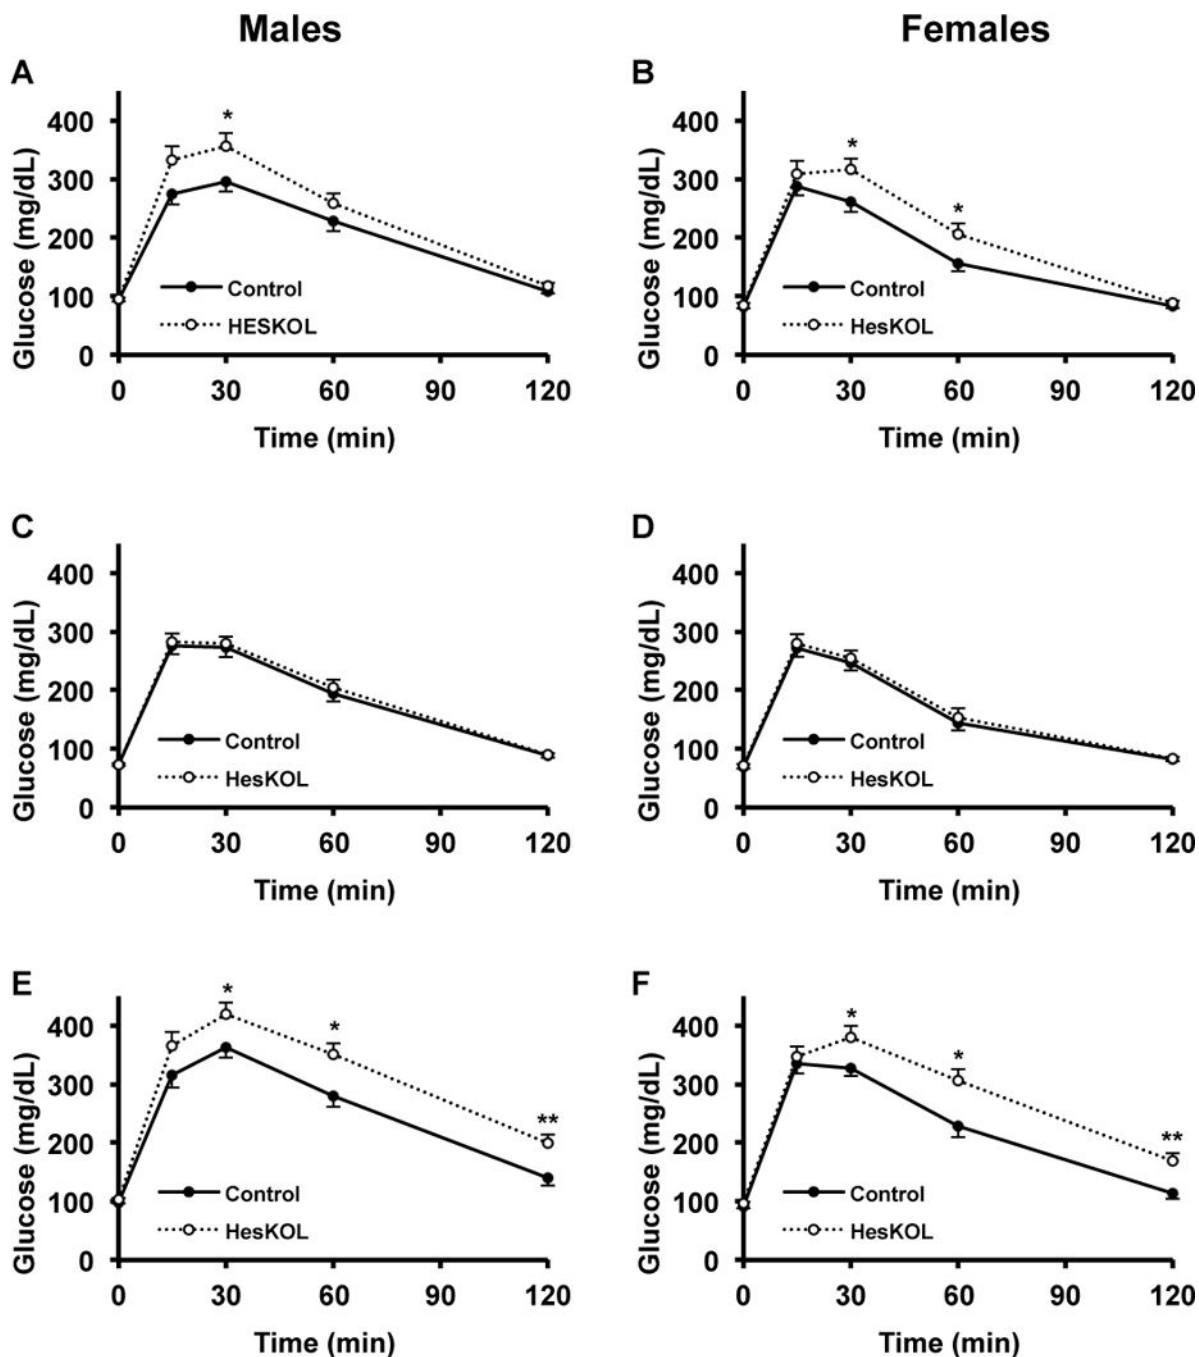 Males
Females
A
*
400
300
200
100
0
Glucose (mg/dL)
Control
HESKOL
0 30 60 90 120
Time (min)
B
*
*
400
300
200
100
0
Glucose (mg/dL)
Control
HesKOL
0 30 60 90 120
Time (min)
C
400
300
200
100
0
Glucose (mg/dL)
Control
HesKOL
0 30 60 90 120
Time (min)
D
400
300
200
100
0
Glucose (mg/dL)
Control
HesKOL
0 30 60 90 120
Time (min)
E
*
*
**
400
300
200
100
0
Glucose (mg/dL)
Control
HesKOL
0 30 60 90 120
Time (min)
F
*
*
**
400
300
200
100
0
Glucose (mg/dL)
Control
HesKOL
0 30 60 90 120
Time (min)